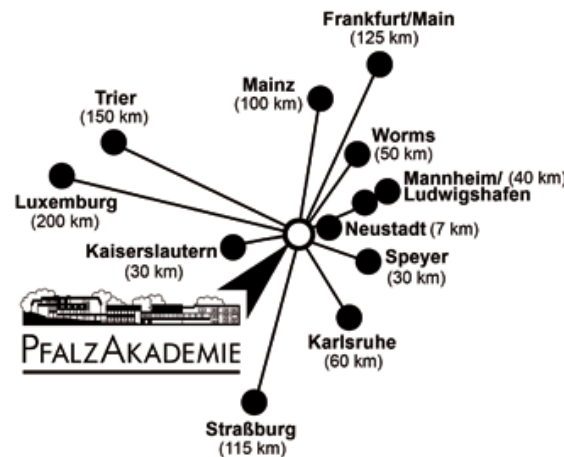 Frankfurt/Main
(125 km)
Mainz
(100 km)
Trier
(150 km)
Worms
(50 km)
Mannheim/ (40 km)
Ludwigshafen
Luxemburg
(200 km)
Neustadt (7 km)
Kaiserslautern
(30 km)
Speyer
(30 km)
PFALZAKADEMIE
Karlsruhe
(60 km)
Straßburg
(115 km)